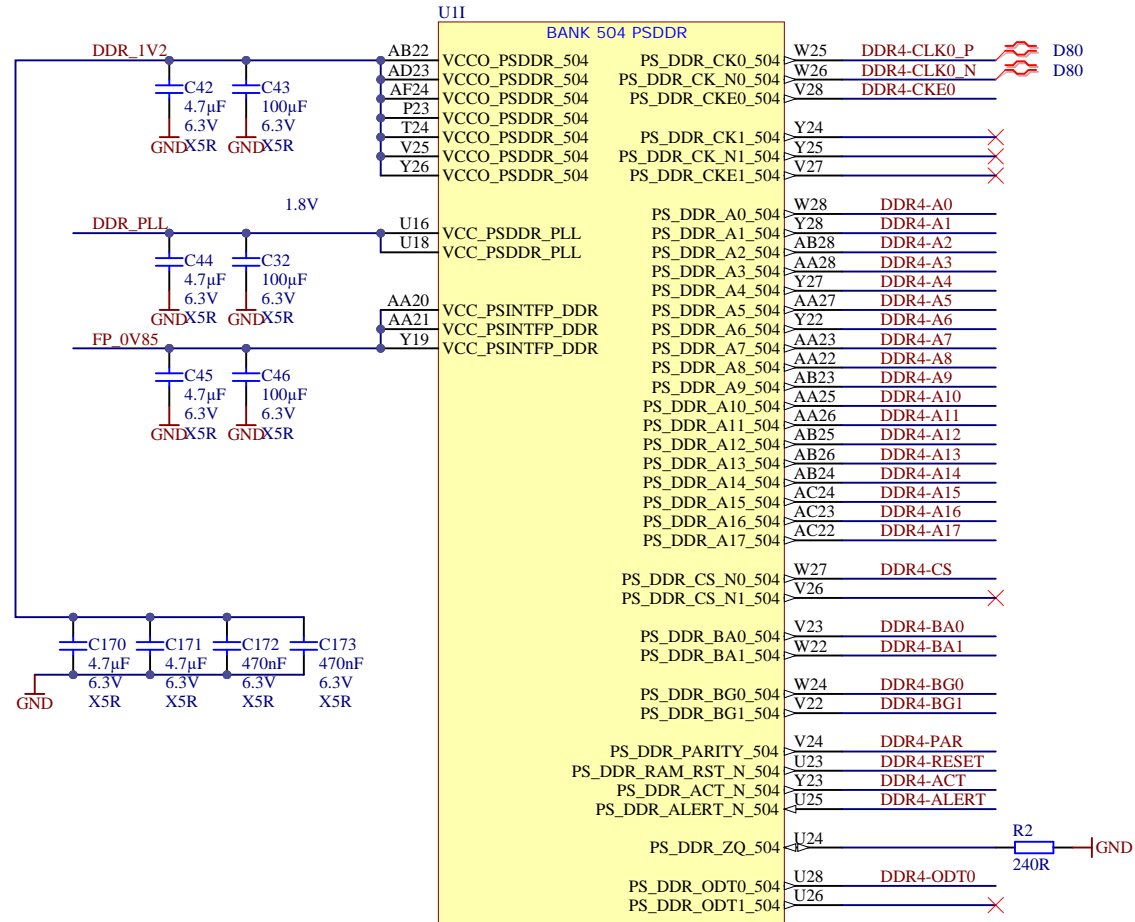 U1I
BANK 504 PSDDR
DDR_1V2
AB22 VCCO_PSDDR_504
AD23 VCCO_PSDDR_504
AF24 VCCO_PSDDR_504
P23 VCCO_PSDDR_504
T24 VCCO_PSDDR_504
V25 VCCO_PSDDR_504
Y26 VCCO_PSDDR_504
C42
4.7µF
6.3V
X5R
GND
C43
100µF
6.3V
X5R
GND
1.8V
DDR_PLL
U16 VCC_PSDDR_PLL
U18 VCC_PSDDR_PLL
C44
4.7µF
6.3V
X5R
GND
C32
100µF
6.3V
X5R
GND
AA20 VCC_PSINTFP_DDR
AA21 VCC_PSINTFP_DDR
FP_0V85
Y19 VCC_PSINTFP_DDR
C45
4.7µF
6.3V
X5R
GND
C46
100µF
6.3V
X5R
GND
C170
4.7µF
6.3V
X5R
C171
4.7µF
6.3V
X5R
C172
470nF
6.3V
X5R
C173
470nF
6.3V
X5R
GND
PS_DDR_CK0_504 W25 DDR4-CLK0_P D80
PS_DDR_CK_N0_504 W26 DDR4-CLK0_N D80
PS_DDR_CKE0_504 V28 DDR4-CKE0
PS_DDR_CK1_504 Y24
PS_DDR_CK_N1_504 Y25
PS_DDR_CKE1_504 V27
PS_DDR_A0_504 W28 DDR4-A0
PS_DDR_A1_504 Y28 DDR4-A1
PS_DDR_A2_504 AB28 DDR4-A2
PS_DDR_A3_504 AA28 DDR4-A3
PS_DDR_A4_504 Y27 DDR4-A4
PS_DDR_A5_504 AA27 DDR4-A5
PS_DDR_A6_504 Y22 DDR4-A6
PS_DDR_A7_504 AA23 DDR4-A7
PS_DDR_A8_504 AA22 DDR4-A8
PS_DDR_A9_504 AB23 DDR4-A9
PS_DDR_A10_504 AA25 DDR4-A10
PS_DDR_A11_504 AA26 DDR4-A11
PS_DDR_A12_504 AB25 DDR4-A12
PS_DDR_A13_504 AB26 DDR4-A13
PS_DDR_A14_504 AB24 DDR4-A14
PS_DDR_A15_504 AC24 DDR4-A15
PS_DDR_A16_504 AC23 DDR4-A16
PS_DDR_A17_504 AC22 DDR4-A17
PS_DDR_CS_N0_504 W27 DDR4-CS
PS_DDR_CS_N1_504 V26
PS_DDR_BA0_504 V23 DDR4-BA0
PS_DDR_BA1_504 W22 DDR4-BA1
PS_DDR_BG0_504 W24 DDR4-BG0
PS_DDR_BG1_504 V22 DDR4-BG1
PS_DDR_PARITY_504 V24 DDR4-PAR
PS_DDR_RAM_RST_N_504 U23 DDR4-RESET
PS_DDR_ACT_N_504 Y23 DDR4-ACT
PS_DDR_ALERT_N_504 U25 DDR4-ALERT
PS_DDR_ZQ_504 U24 R2 GND
240R
PS_DDR_ODT0_504 U28 DDR4-ODT0
PS_DDR_ODT1_504 U26